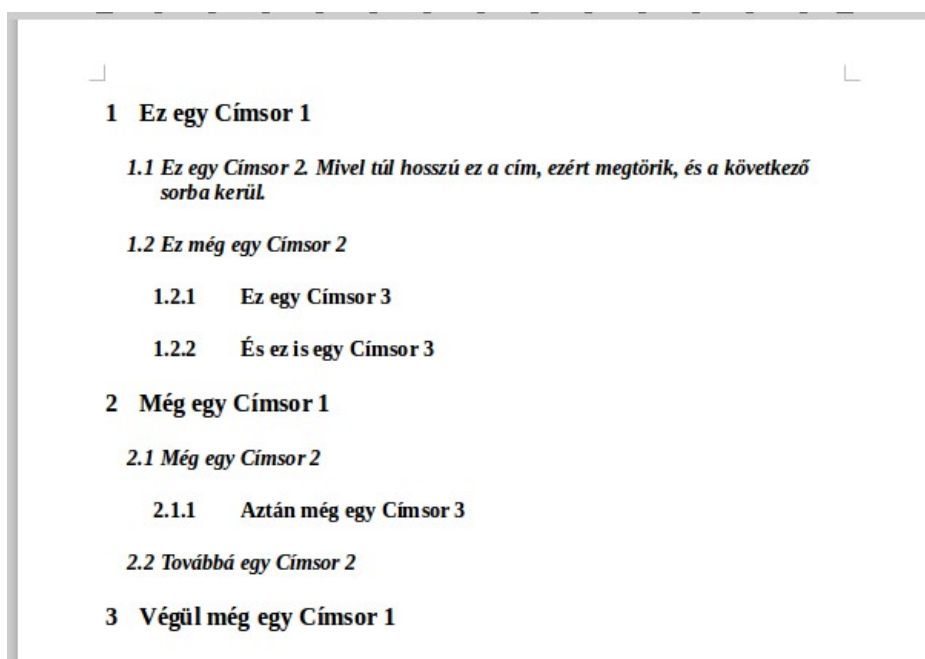 1 Ez egy Címsor 1
1.1 Ez egy Címsor 2. Mivel túl hosszú ez a cím, ezért megtörik, és a következő
sorba kerül.
1.2 Ez még egy Címsor 2
1.2.1 Ez egy Címsor 3
1.2.2 És ez is egy Címsor 3
2 Még egy Címsor 1
2.1 Még egy Címsor 2
2.1.1 Aztán még egy Címsor 3
2.2 Továbbá egy Címsor 2
3 Végül még egy Címsor 1